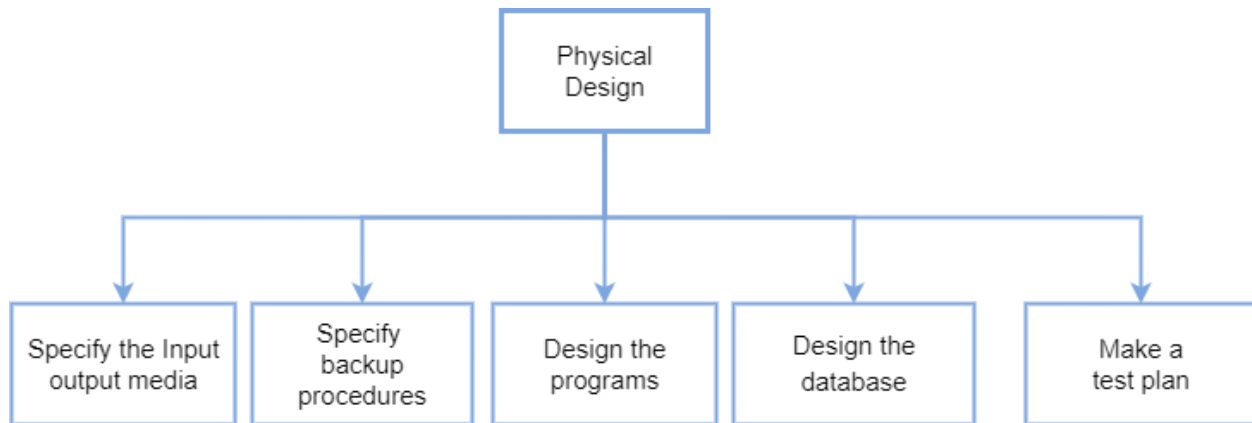 Physical
Design
Specify the Input
output media
Specify
backup
procedures
Design the
programs
Design the
database
Make a
test plan